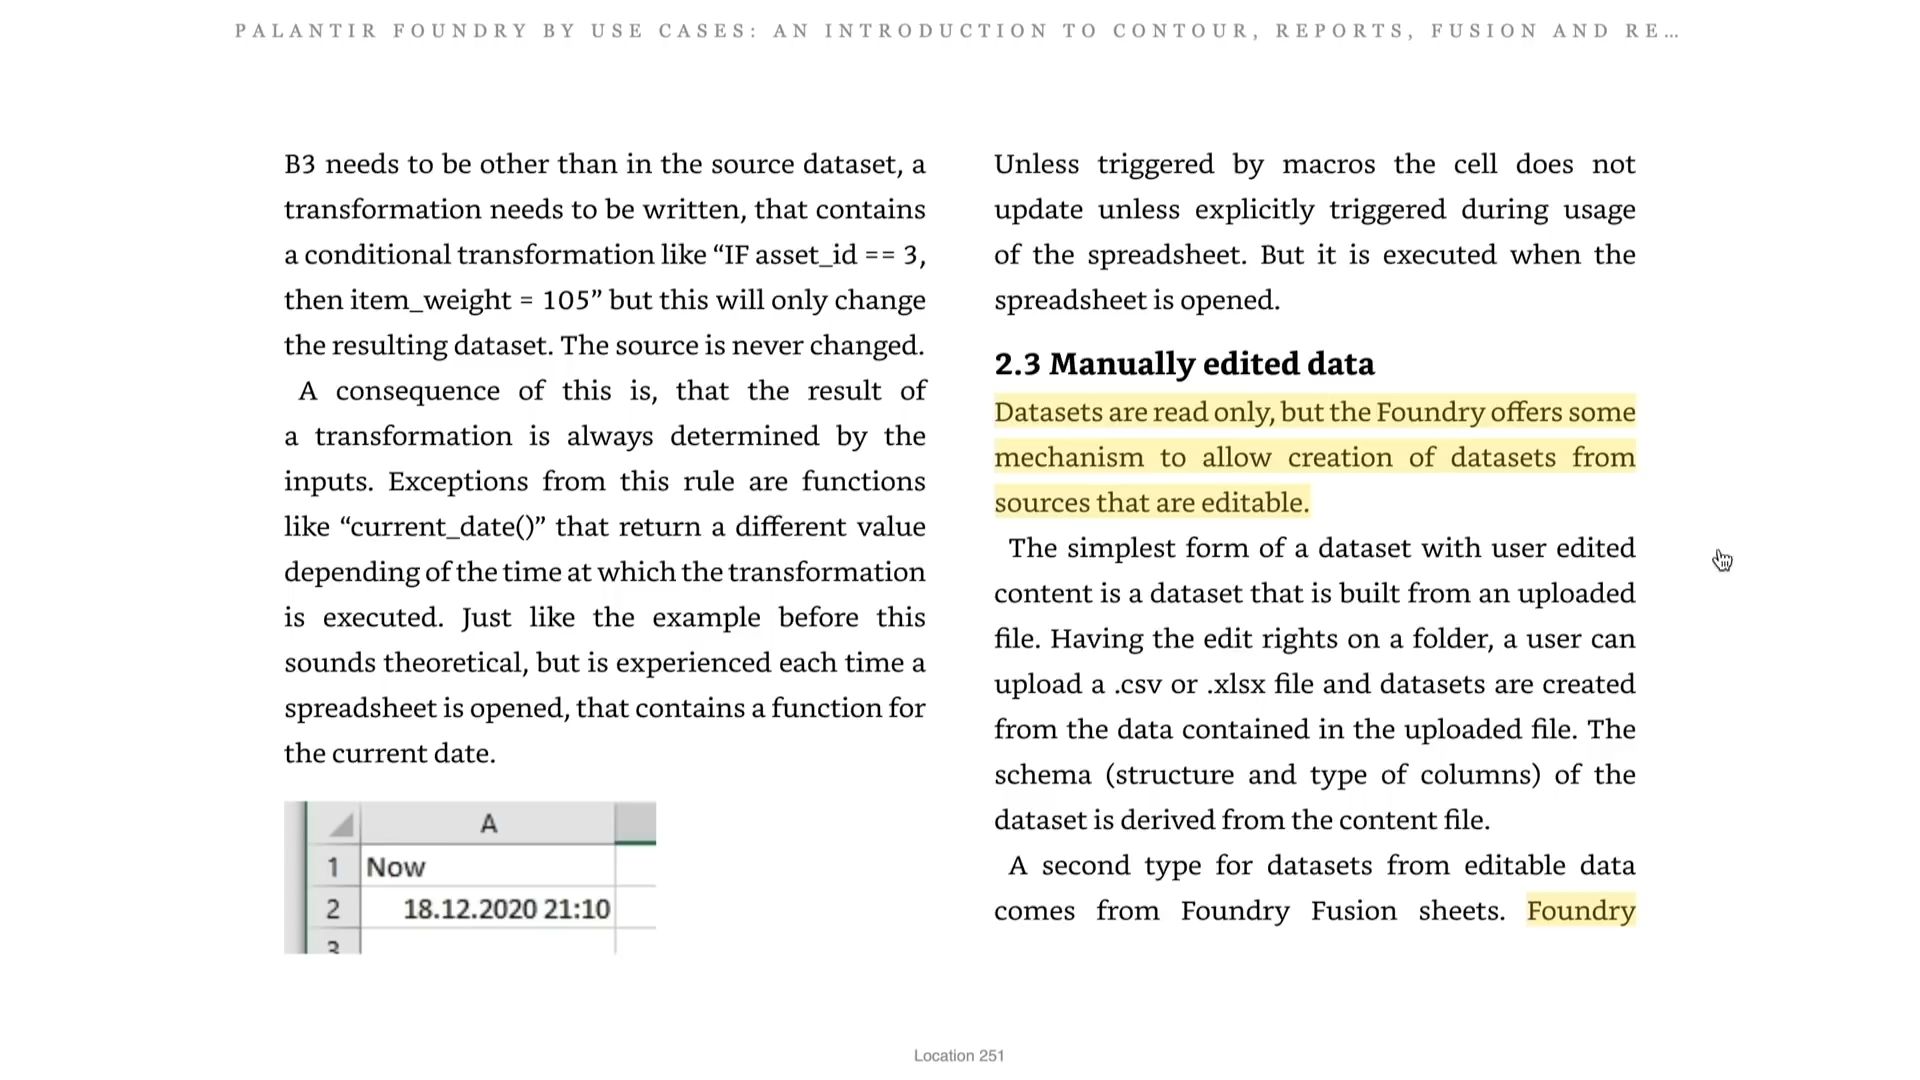 PALANTIR FOUNDRY BY USE CASES: AN INTRODUCTION TO CONTOUR, REPORTS, FUSION AND RE...
B3 needs to be other than in the source dataset, a
transformation needs to be written, that contains
a conditional transformation like “IF asset_id == 3,
then item_weight = 105” but this will only change
the resulting dataset. The source is never changed.
A consequence of this is, that the result of
a transformation is always determined by the
inputs. Exceptions from this rule are functions
like “current_date()” that return a different value
depending of the time at which the transformation
is executed. Just like the example before this
sounds theoretical, but is experienced each time a
spreadsheet is opened, that contains a function for
the current date.
A
1 Now
2 18.12.2020 21:10
3
Unless triggered by macros the cell does not
update unless explicitly triggered during usage
of the spreadsheet. But it is executed when the
spreadsheet is opened.
2.3 Manually edited data
Datasets are read only, but the Foundry offers some
mechanism to allow creation of datasets from
sources that are editable.
The simplest form of a dataset with user edited
content is a dataset that is built from an uploaded
file. Having the edit rights on a folder, a user can
upload a .csv or .xlsx file and datasets are created
from the data contained in the uploaded file. The
schema (structure and type of columns) of the
dataset is derived from the content file.
A second type for datasets from editable data
comes from Foundry Fusion sheets. Foundry
Location 251